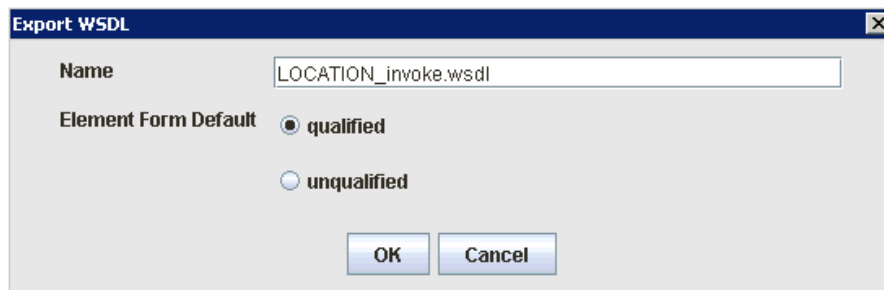 Export WSDL
Name LOCATION_invoke.wsdl
Element Form Default qualified
unqualified
OK Cancel